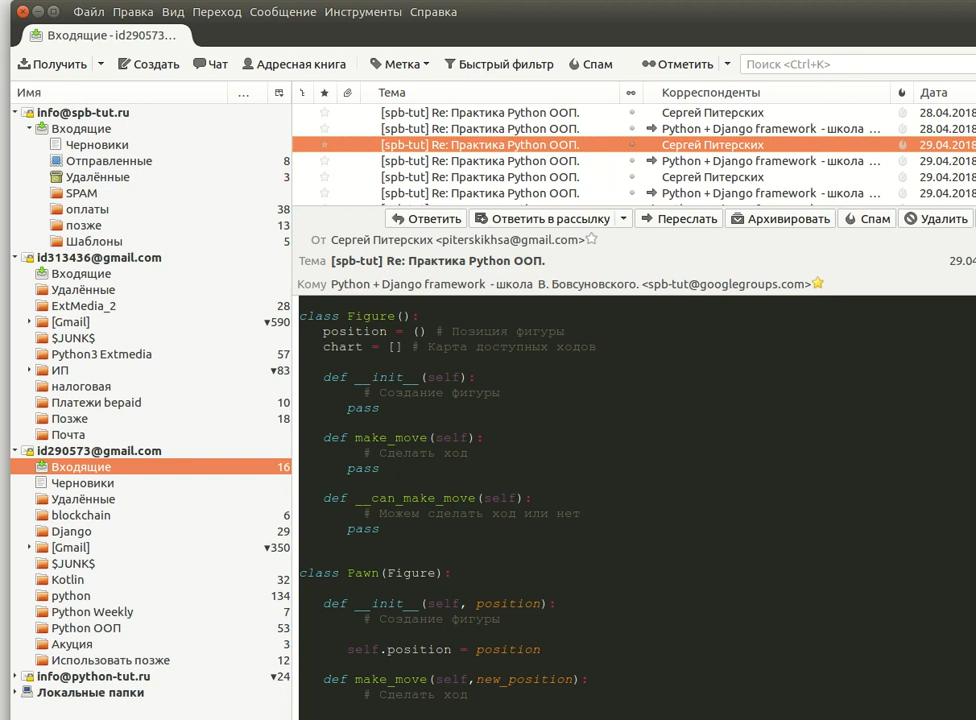 Файл Правка Вид Переход Сообщение Инструменты Справка
Входящие - id290573...
Получить Создать Чат Адресная книга Метка Быстрый фильтр Спам Отметить Поиск <Ctrl+K>
Имя ... Тема Корреспонденты Дата
info@spb-tut.ru
Входящие
Черновики
Отправленные 8
Удалённые 3
SPAM
оплаты 38
позже 13
Шаблоны 5
id313436@gmail.com
Входящие
Удалённые
ExtMedia_2 28
[Gmail] ▾590
$JUNK$
Python3 Extmedia 57
ИП ▾83
налоговая
Платежи bepaid 10
Позже 18
Почта
id290573@gmail.com
Входящие 16
Черновики
Удалённые
blockchain 6
Django 29
[Gmail] ▾350
$JUNK$
Kotlin 32
python 134
Python Weekly 7
Python ООП 53
Акуция 3
Использовать позже 12
info@python-tut.ru ▾24
Локальные папки
[spb-tut] Re: Практика Python ООП. Сергей Питерских 28.04.2018
[spb-tut] Re: Практика Python ООП. Python + Django framework - школа ... 28.04.2018
[spb-tut] Re: Практика Python ООП. Сергей Питерских 29.04.2018
[spb-tut] Re: Практика Python ООП. Python + Django framework - школа ... 29.04.2018
[spb-tut] Re: Практика Python ООП. Сергей Питерских 29.04.2018
[spb-tut] Re: Практика Python ООП. Python + Django framework - школа ... 29.04.2018
Ответить Ответить в рассылку Переслать Архивировать Спам Удалить
От Сергей Питерских <piterskikhsa@gmail.com>
Тема [spb-tut] Re: Практика Python ООП. 29.04
Кому Python + Django framework - школа В. Бовсуновского. <spb-tut@googlegroups.com>
class Figure():
position = () # Позиция фигуры
chart = [] # Карта доступных ходов
def __init__(self):
# Создание фигуры
pass
def make_move(self):
# Сделать ход
pass
def __can_make_move(self):
# Можем сделать ход или нет
pass
class Pawn(Figure):
def __init__(self, position):
# Создание фигуры
self.position = position
def make_move(self,new_position):
# Сделать ход